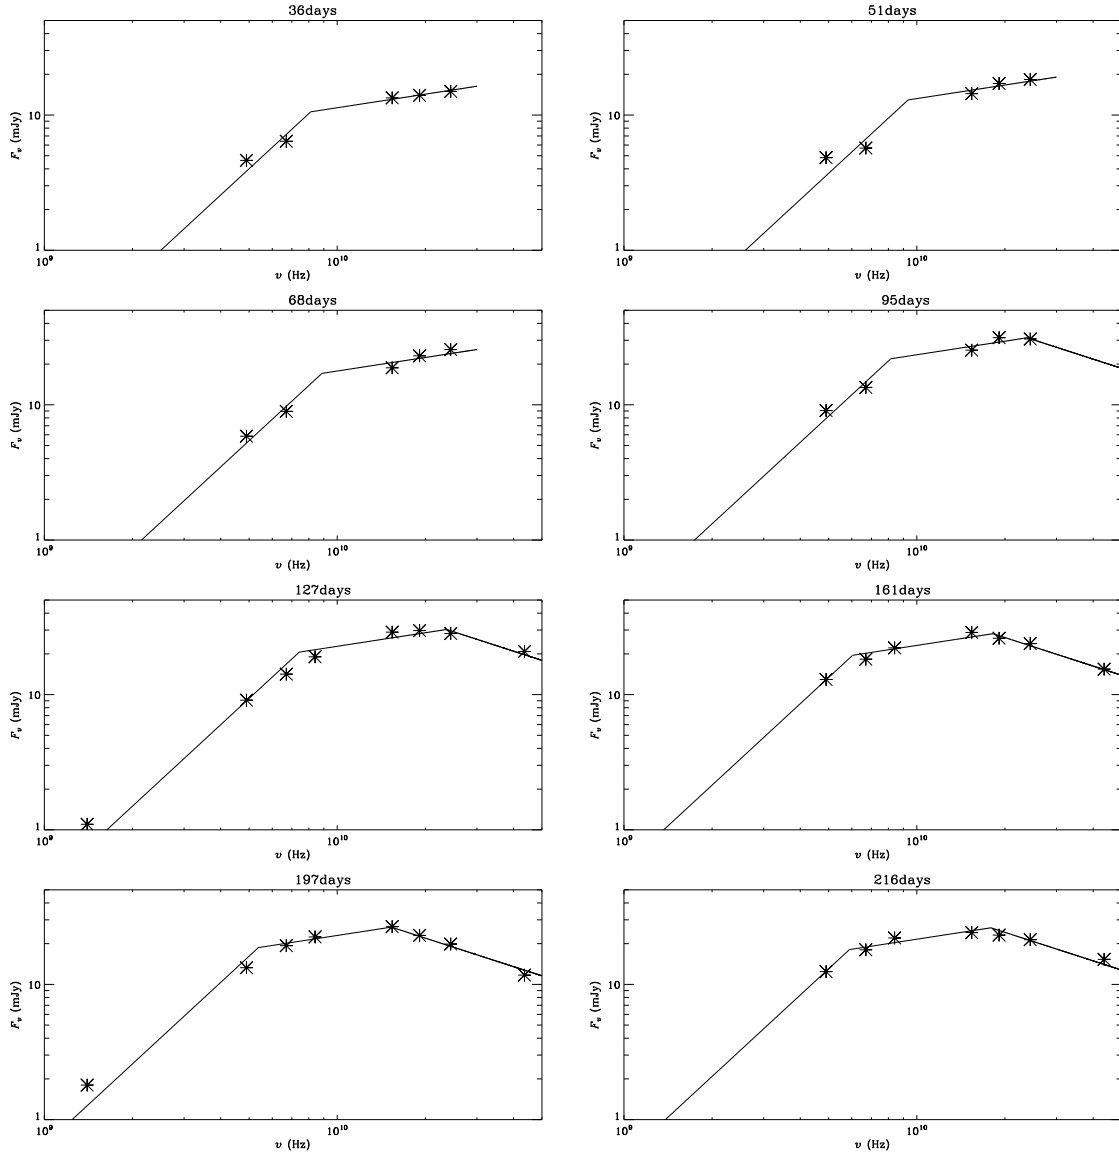 36days
10
F_ν (mJy)
1
10⁹
10¹⁰
ν (Hz)
51days
10
F_ν (mJy)
1
10⁹
10¹⁰
ν (Hz)
68days
10
F_ν (mJy)
1
10⁹
10¹⁰
ν (Hz)
95days
10
F_ν (mJy)
1
10⁹
10¹⁰
ν (Hz)
127days
10
F_ν (mJy)
1
10⁹
10¹⁰
ν (Hz)
161days
10
F_ν (mJy)
1
10⁹
10¹⁰
ν (Hz)
197days
10
F_ν (mJy)
1
10⁹
10¹⁰
ν (Hz)
216days
10
F_ν (mJy)
1
10⁹
10¹⁰
ν (Hz)